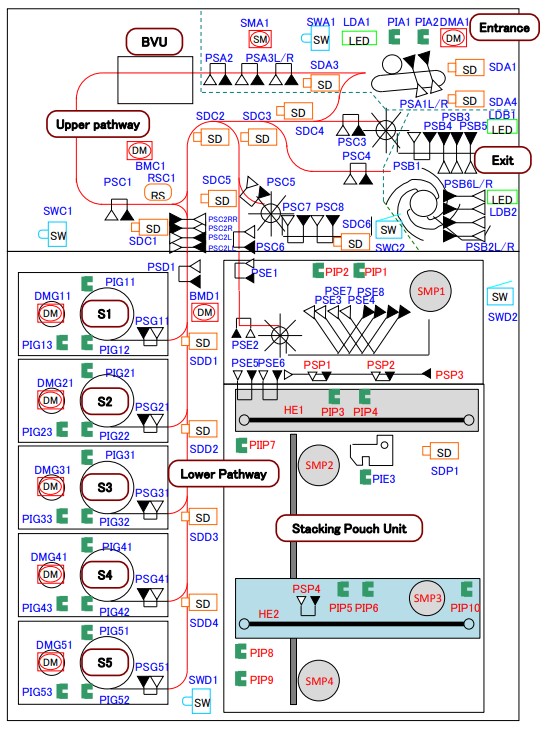 SMA1
SWA1
LDA1
PIA1
PIA2
DMA1
Entrance
BVU
SM
SW
LED
DM
PSA2
PSA3L/R
SDA3
SD
SD
SDA1
PSA1L/R
SD
SDA4
PSB3
LDB1
Upper pathway
SDC2
SDC3
SD
SDC4
PSB4
PSB5
LED
SD
SD
PSC3
DM
BMC1
RSC1
RS
PSC4
PSB1
Exit
PSC1
SDC5
SD
PSC5
PSB6L/R
LED
LDB2
SWC1
SW
SD
SDC1
PSC2RR
PSC2R
PSC2L
PSC2LL
PSC7
PSC8
SDC6
SD
PSC6
SW
SWC2
PSB2L/R
PSD1
PSE1
PIP2
PIP1
SMP1
SW
SWD2
DMG11
PIG11
DM
S1
PSG11
PIG13
PIG12
BMD1
DM
PSE7
PSE8
PSE3
PSE4
PSE2
SD
SDD1
PSE5
PSE6
PSP1
PSP2
PSP3
DMG21
PIG21
DM
S2
PSG21
PIG23
PIG22
SD
SDD2
HE1
PIP3
PIP4
PIIP7
SD
SDP1
DMG31
PIG31
DM
S3
PSG31
PIG33
PIG32
Lower Pathway
SMP2
PIE3
SD
SDD3
Stacking Pouch Unit
DMG41
PIG41
DM
S4
PSG41
PIG43
PIG42
SD
SDD4
PSP4
PIP5
PIP6
SMP3
PIP10
HE2
DMG51
PIG51
DM
S5
PSG51
PIG53
PIG52
SWD1
SW
PIP8
PIP9
SMP4